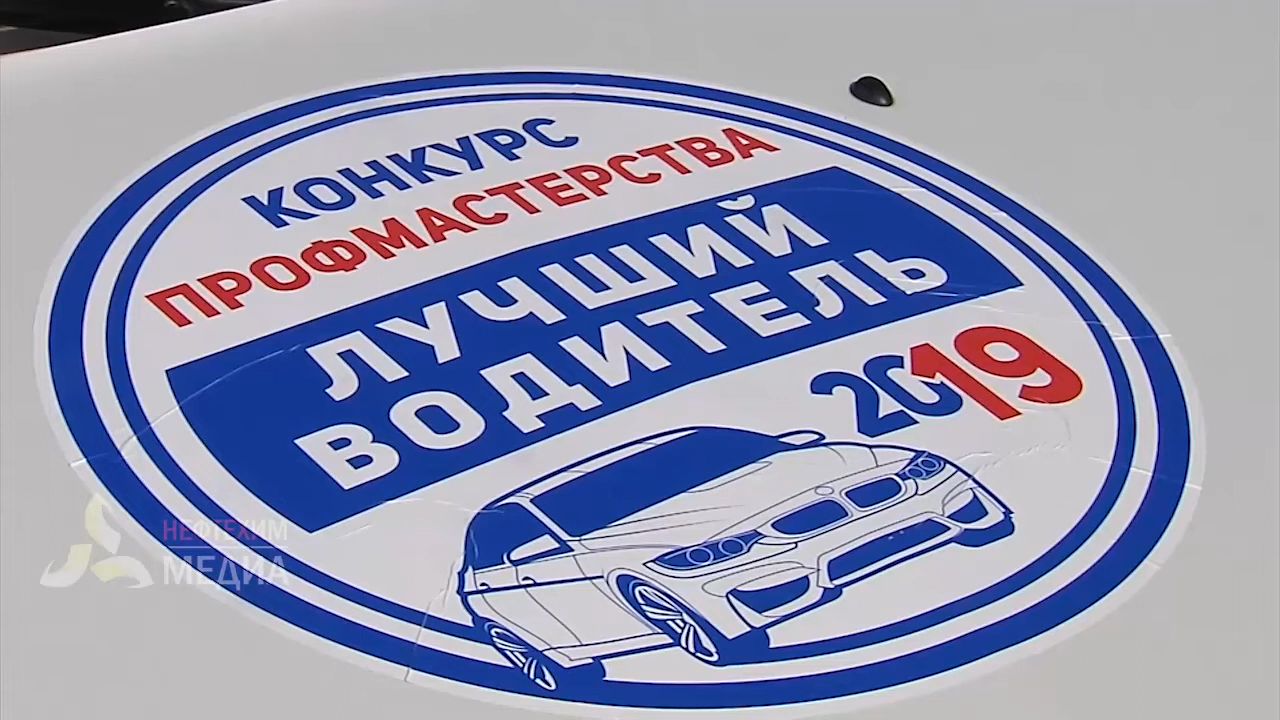 КОНКУРС
ПРОФМАСТЕРСТВА
ЛУЧШИЙ
ВОДИТЕЛЬ
2019
НЕФТЕХИМ
МЕДИА